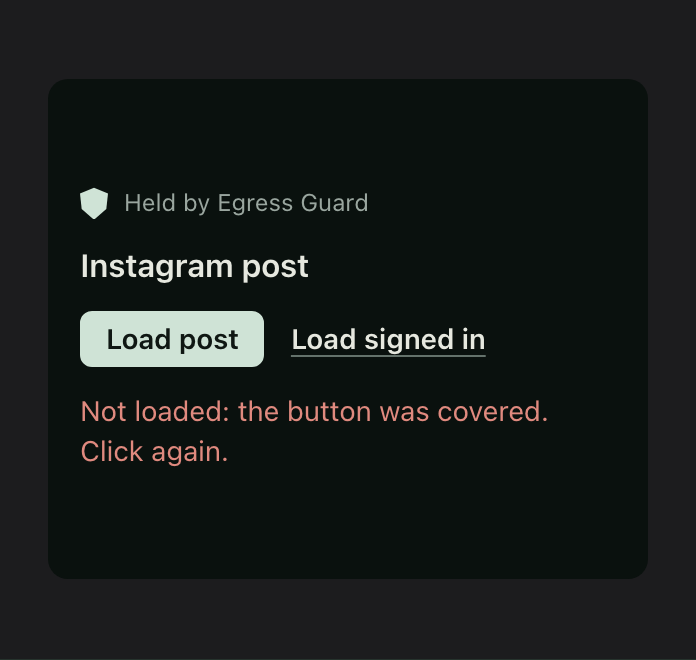 Held by Egress Guard
Instagram post
Load post
Load signed in
Not loaded: the button was covered.
Click again.